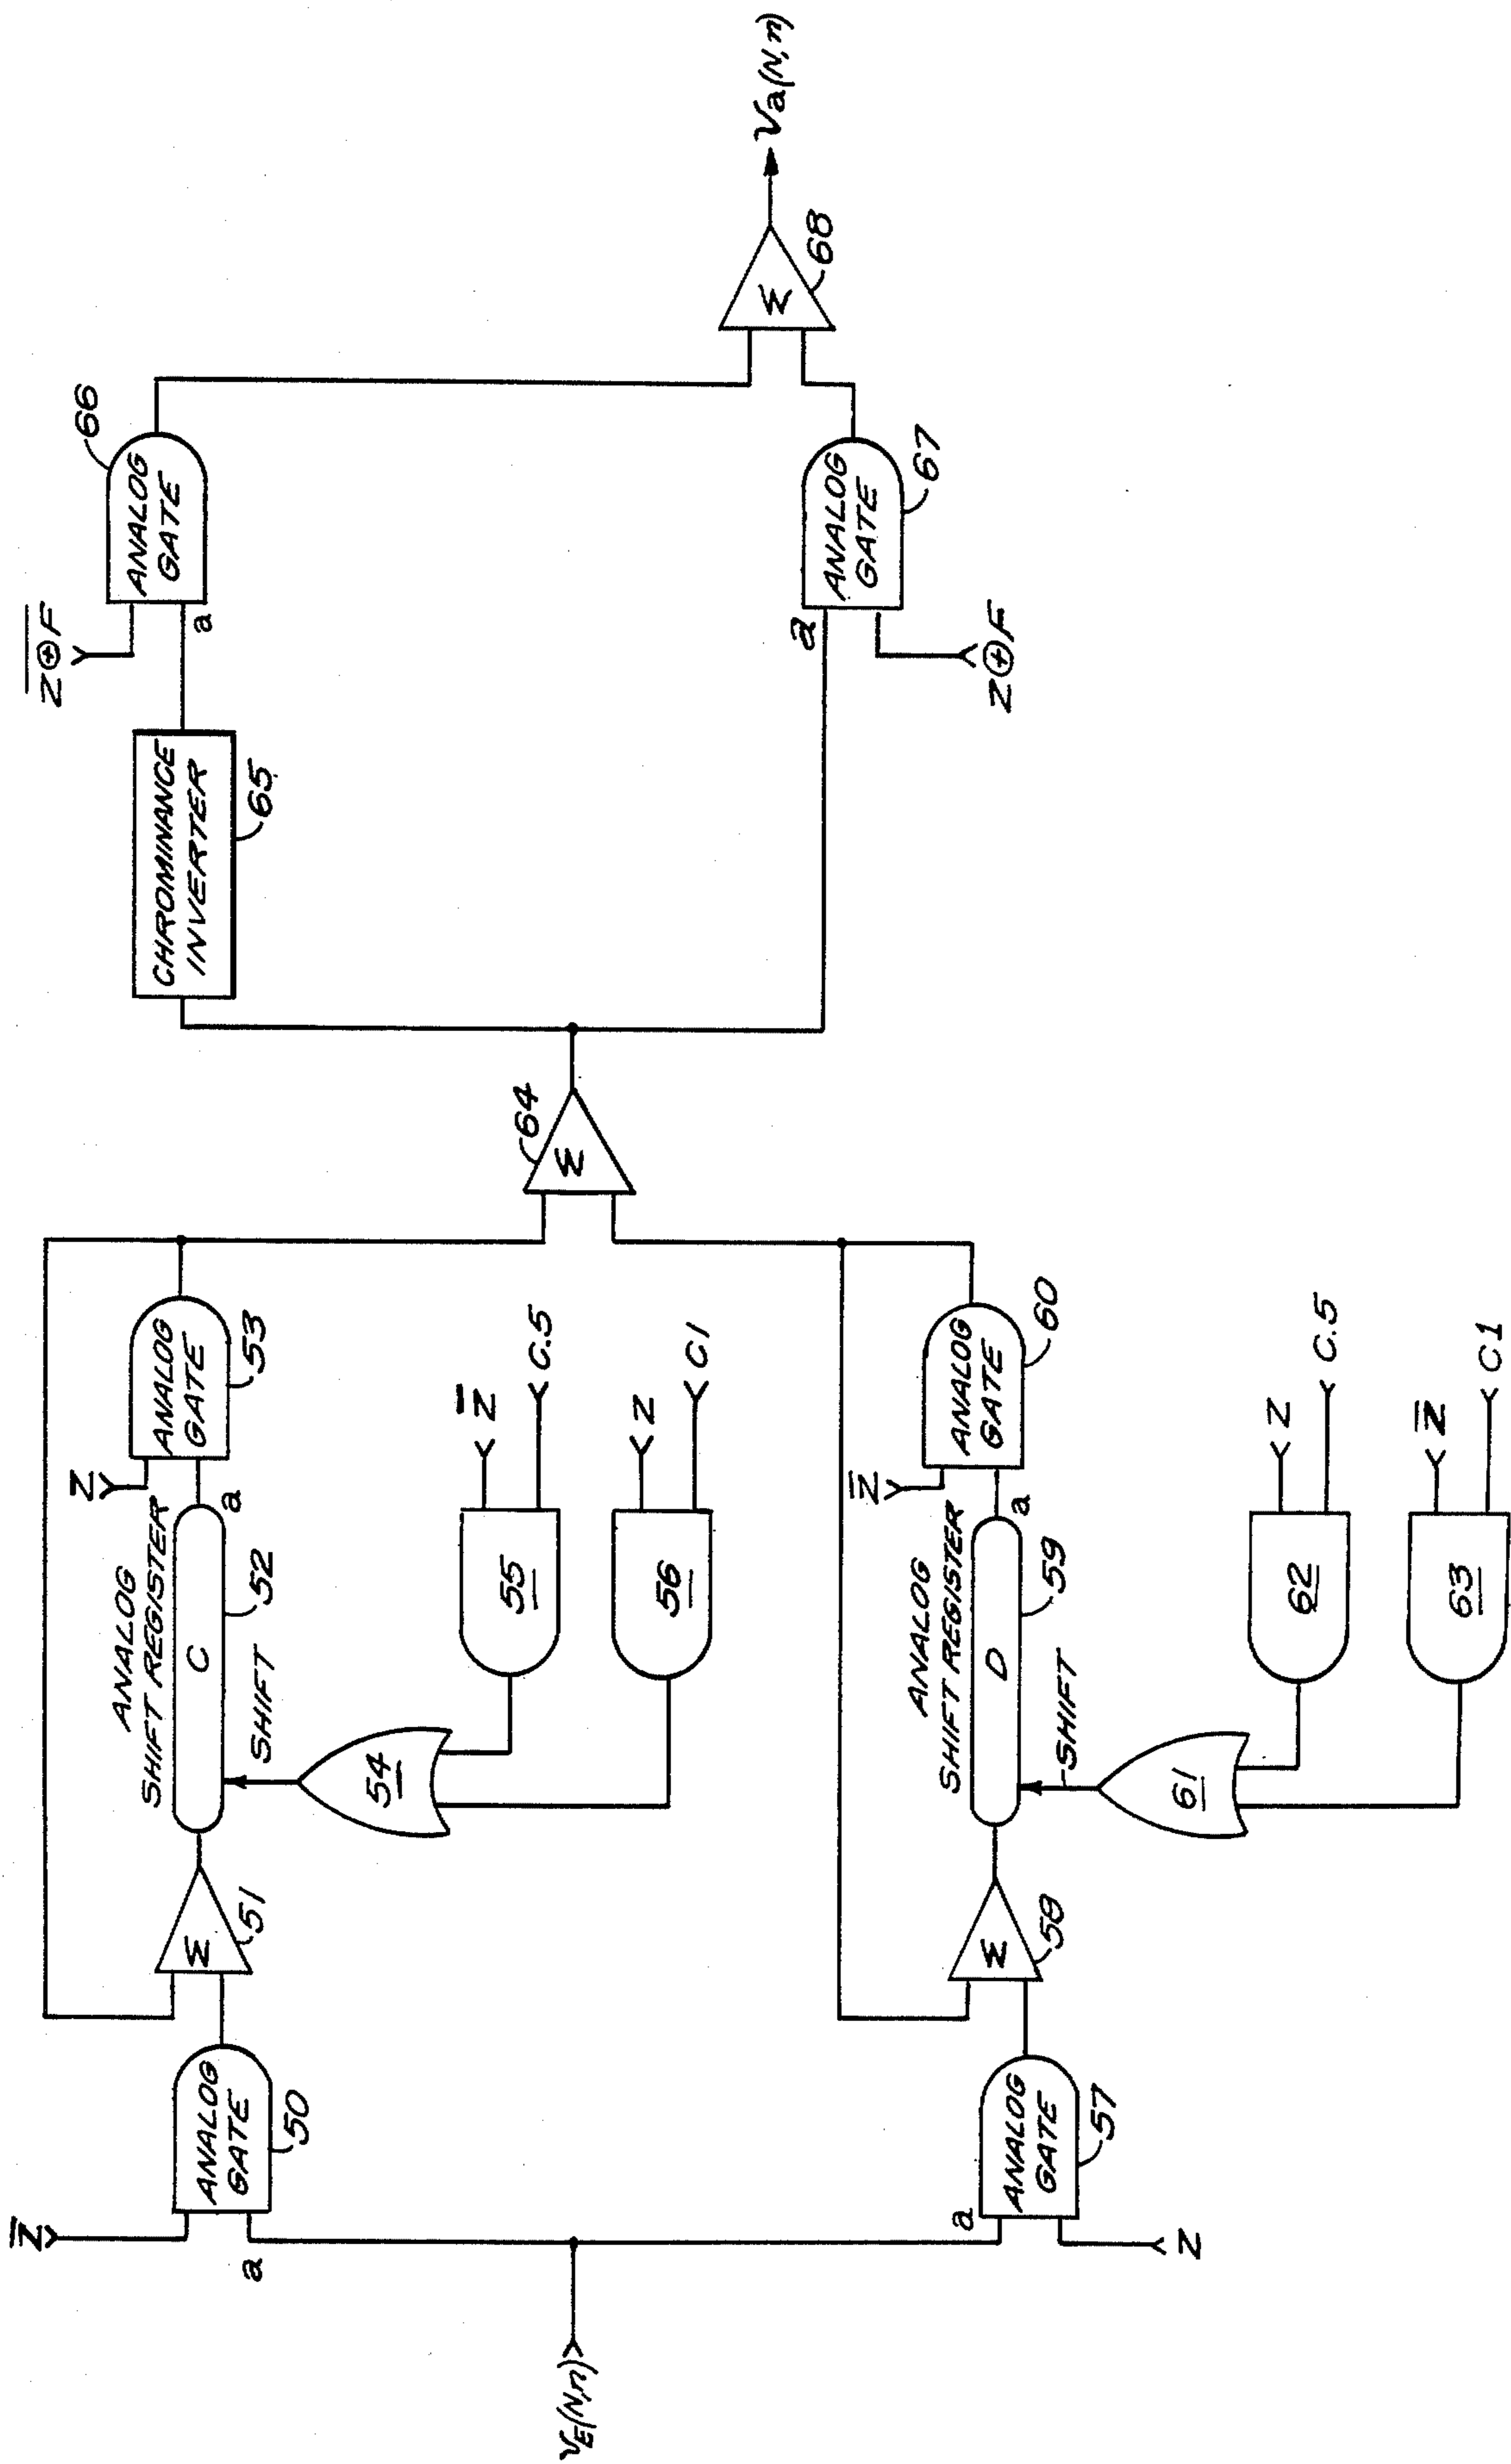 Z̅
ANALOG
GATE
50
a
V_E(N,n)
a
ANALOG
GATE
57
Z
Σ
51
ANALOG
SHIFT REGISTER
C
52
SHIFT
a
Z
ANALOG
GATE
53
54
55
Z̅
C.5
56
Z
C1
Σ
58
ANALOG
SHIFT REGISTER
D
59
SHIFT
a
Z̅
ANALOG
GATE
60
61
62
Z
C.5
63
Z̅
C1
Σ
64
CHROMINANCE
INVERTER
65
Z̅⊕̅F̅
a
ANALOG
GATE
66
a
ANALOG
GATE
67
Z⊕F
Σ
68
Va(N,n)